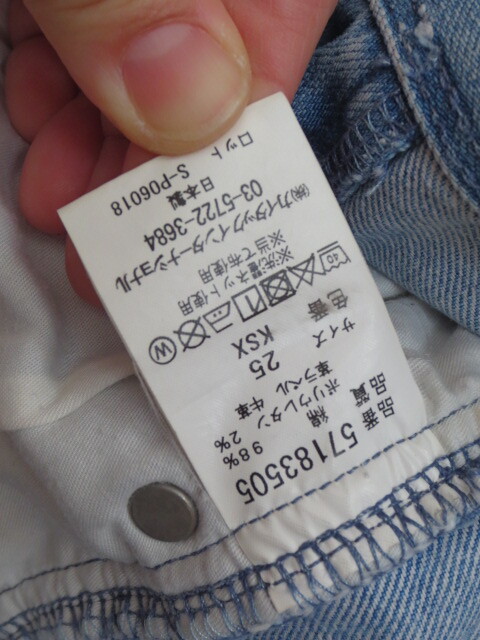 品番 57183505
品質 綿 98%
ポリウレタン 2%
革ラベル 牛革
サイズ 25
色番 KSX
40
W
※洗濯ネット使用
※当て布使用
㈱カイタックインターナショナル
03-5722-3684
日本製
ロット S-P06018